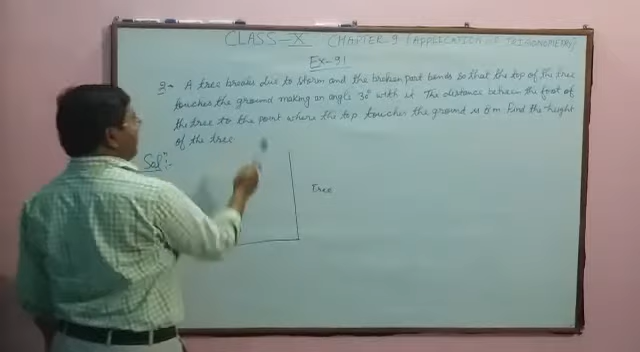 CLASS-X CHAPTER 9 (APPLICATION OF TRIGONOMETRY)
Ex-9.1
2→ A tree breaks due to storm and the broken part bends so that the top of the tree
touches the ground making an angle 30° with it. The distance between the foot of
the tree to the point where the top touches the ground is 8m Find the height
of the tree
Solⁿ:-
Tree